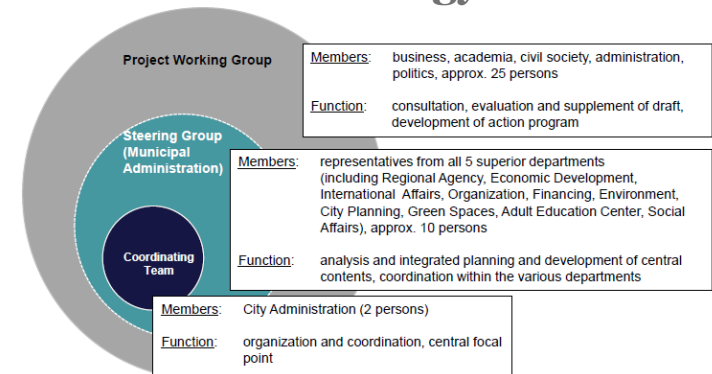 Project Working Group
Members: business, academia, civil society, administration,
politics, approx. 25 persons
Function: consultation, evaluation and supplement of draft,
development of action program
Steering Group
(Municipal
Administration)
Members: representatives from all 5 superior departments
(including Regional Agency, Economic Development,
International Affairs, Organization, Financing, Environment,
City Planning, Green Spaces, Adult Education Center, Social
Affairs), approx. 10 persons
Function: analysis and integrated planning and development of central
contents, coordination within the various departments
Coordinating
Team
Members: City Administration (2 persons)
Function: organization and coordination, central focal
point